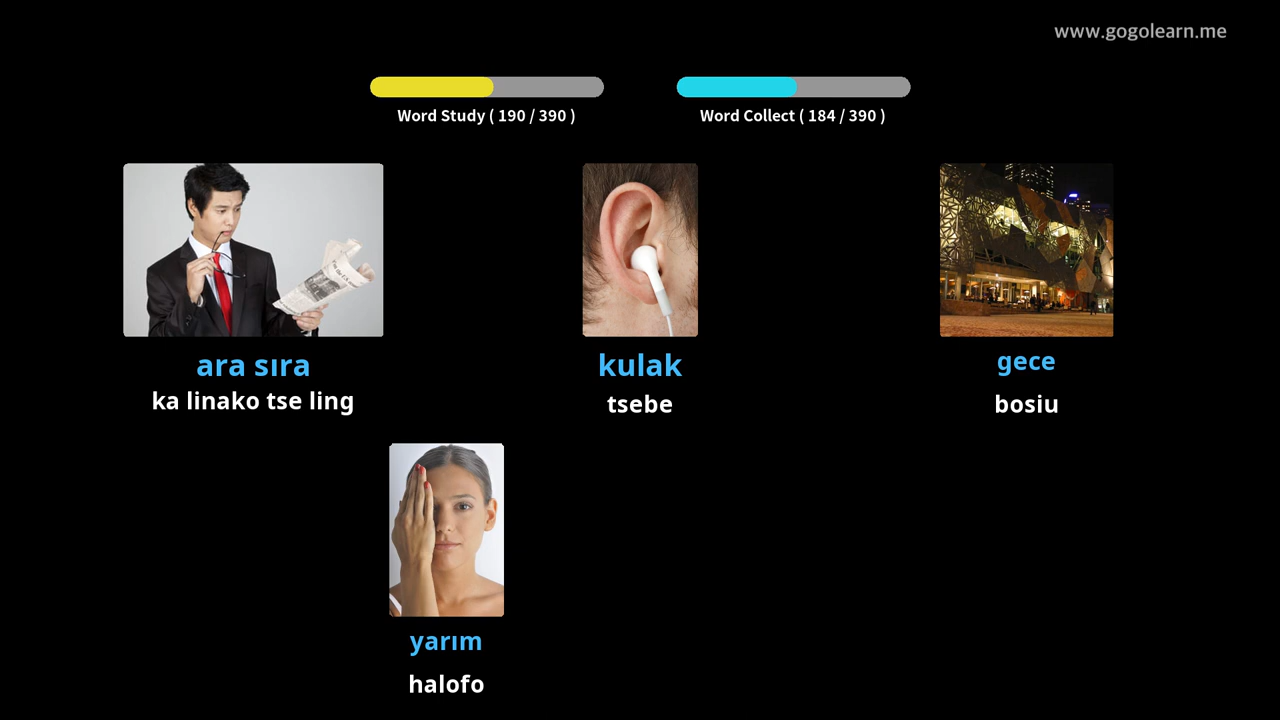 www.gogolearn.me
Word Study ( 190 / 390 )
Word Collect ( 184 / 390 )
ara sıra
ka linako tse ling
kulak
tsebe
gece
bosiu
yarım
halofo